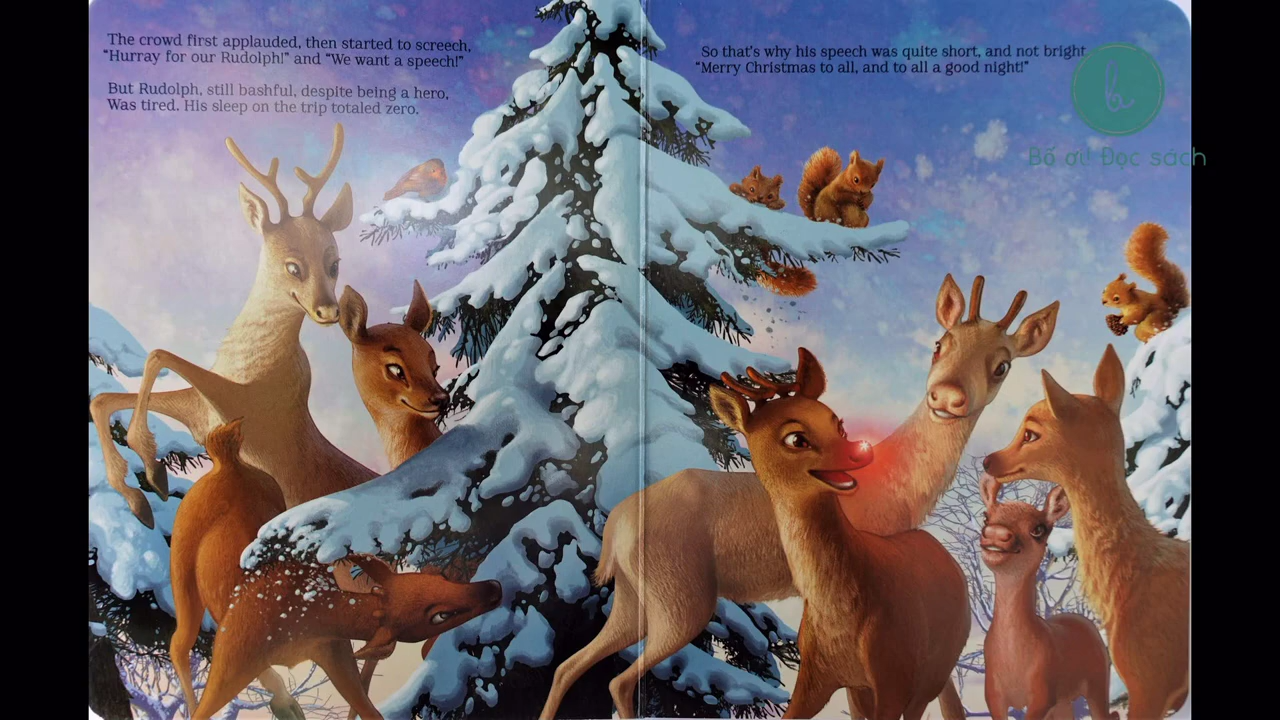 The crowd first applauded, then started to screech,
“Hurray for our Rudolph!” and “We want a speech!”
But Rudolph, still bashful, despite being a hero,
Was tired. His sleep on the trip totaled zero.
So that's why his speech was quite short, and not bright
“Merry Christmas to all, and to all a good night!”
b
Bố ơi! Đọc sách